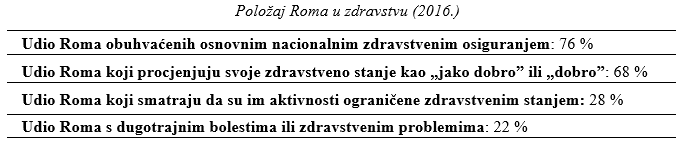 Položaj Roma u zdravstvu (2016.)
Udio Roma obuhvaćenih osnovnim nacionalnim zdravstvenim osiguranjem: 76 %
Udio Roma koji procjenjuju svoje zdravstveno stanje kao „jako dobro” ili „dobro”: 68 %
Udio Roma koji smatraju da su im aktivnosti ograničene zdravstvenim stanjem: 28 %
Udio Roma s dugotrajnim bolestima ili zdravstvenim problemima: 22 %